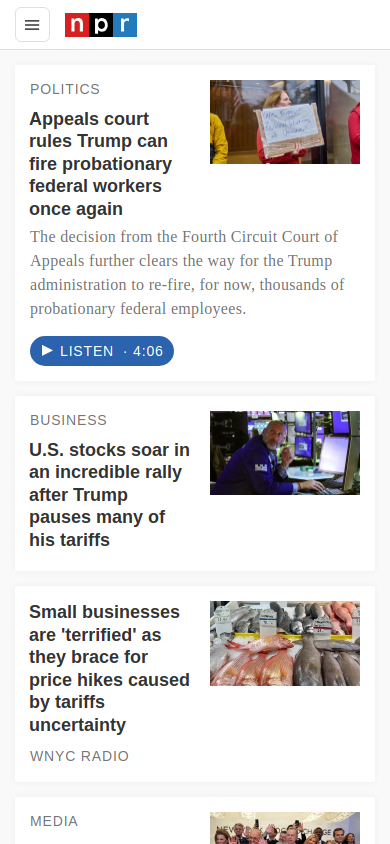 npr
POLITICS
Appeals court
rules Trump can
fire probationary
federal workers
once again
The decision from the Fourth Circuit Court of
Appeals further clears the way for the Trump
administration to re-fire, for now, thousands of
probationary federal employees.
LISTEN · 4:06
BUSINESS
U.S. stocks soar in
an incredible rally
after Trump
pauses many of
his tariffs
Small businesses
are 'terrified' as
they brace for
price hikes caused
by tariffs
uncertainty
WNYC RADIO
MEDIA